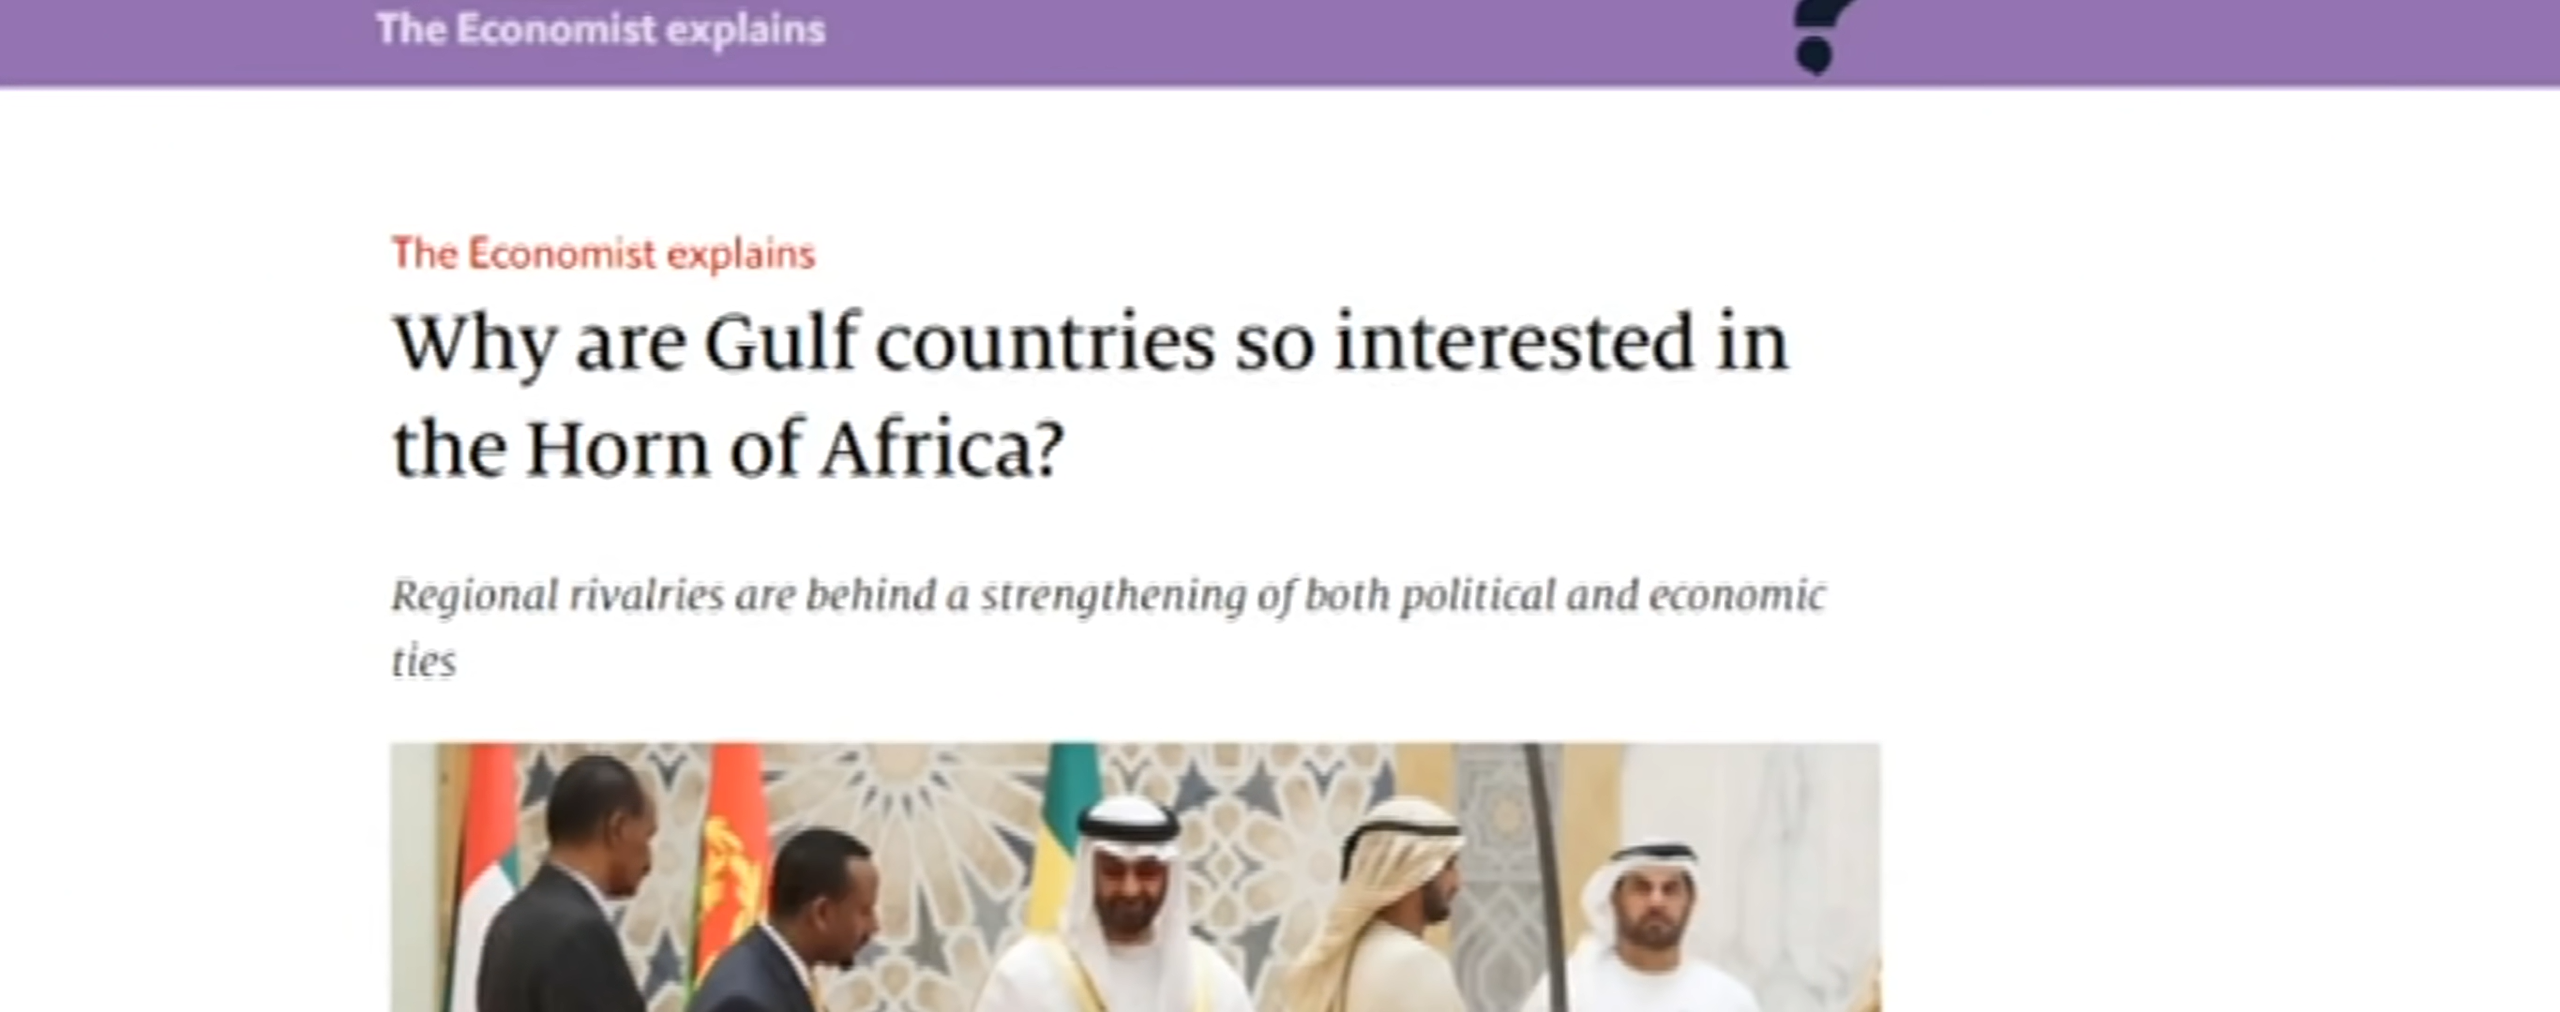 The Economist explains
The Economist explains
Why are Gulf countries so interested in
the Horn of Africa?
Regional rivalries are behind a strengthening of both political and economic
ties